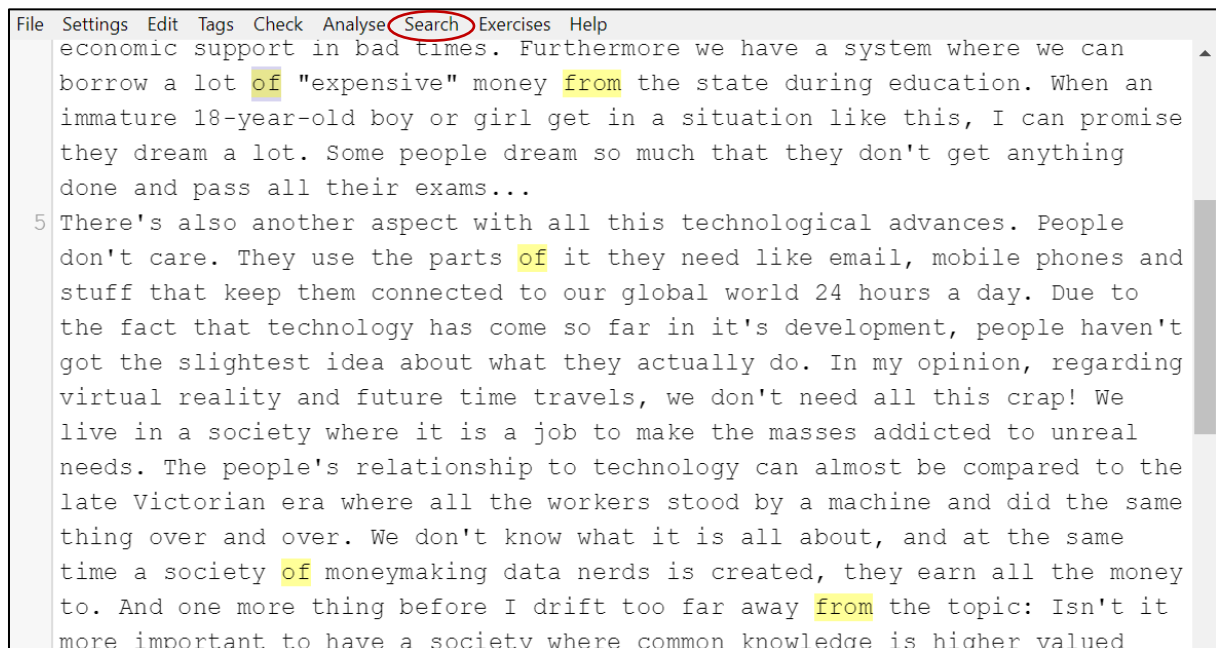 File Settings Edit Tags Check Analyse Search Exercises Help
economic support in bad times. Furthermore we have a system where we can
borrow a lot of "expensive" money from the state during education. When an
immature 18-year-old boy or girl get in a situation like this, I can promise
they dream a lot. Some people dream so much that they don't get anything
done and pass all their exams...
5 There's also another aspect with all this technological advances. People
don't care. They use the parts of it they need like email, mobile phones and
stuff that keep them connected to our global world 24 hours a day. Due to
the fact that technology has come so far in it's development, people haven't
got the slightest idea about what they actually do. In my opinion, regarding
virtual reality and future time travels, we don't need all this crap! We
live in a society where it is a job to make the masses addicted to unreal
needs. The people's relationship to technology can almost be compared to the
late Victorian era where all the workers stood by a machine and did the same
thing over and over. We don't know what it is all about, and at the same
time a society of moneymaking data nerds is created, they earn all the money
to. And one more thing before I drift too far away from the topic: Isn't it
more important to have a society where common knowledge is higher valued